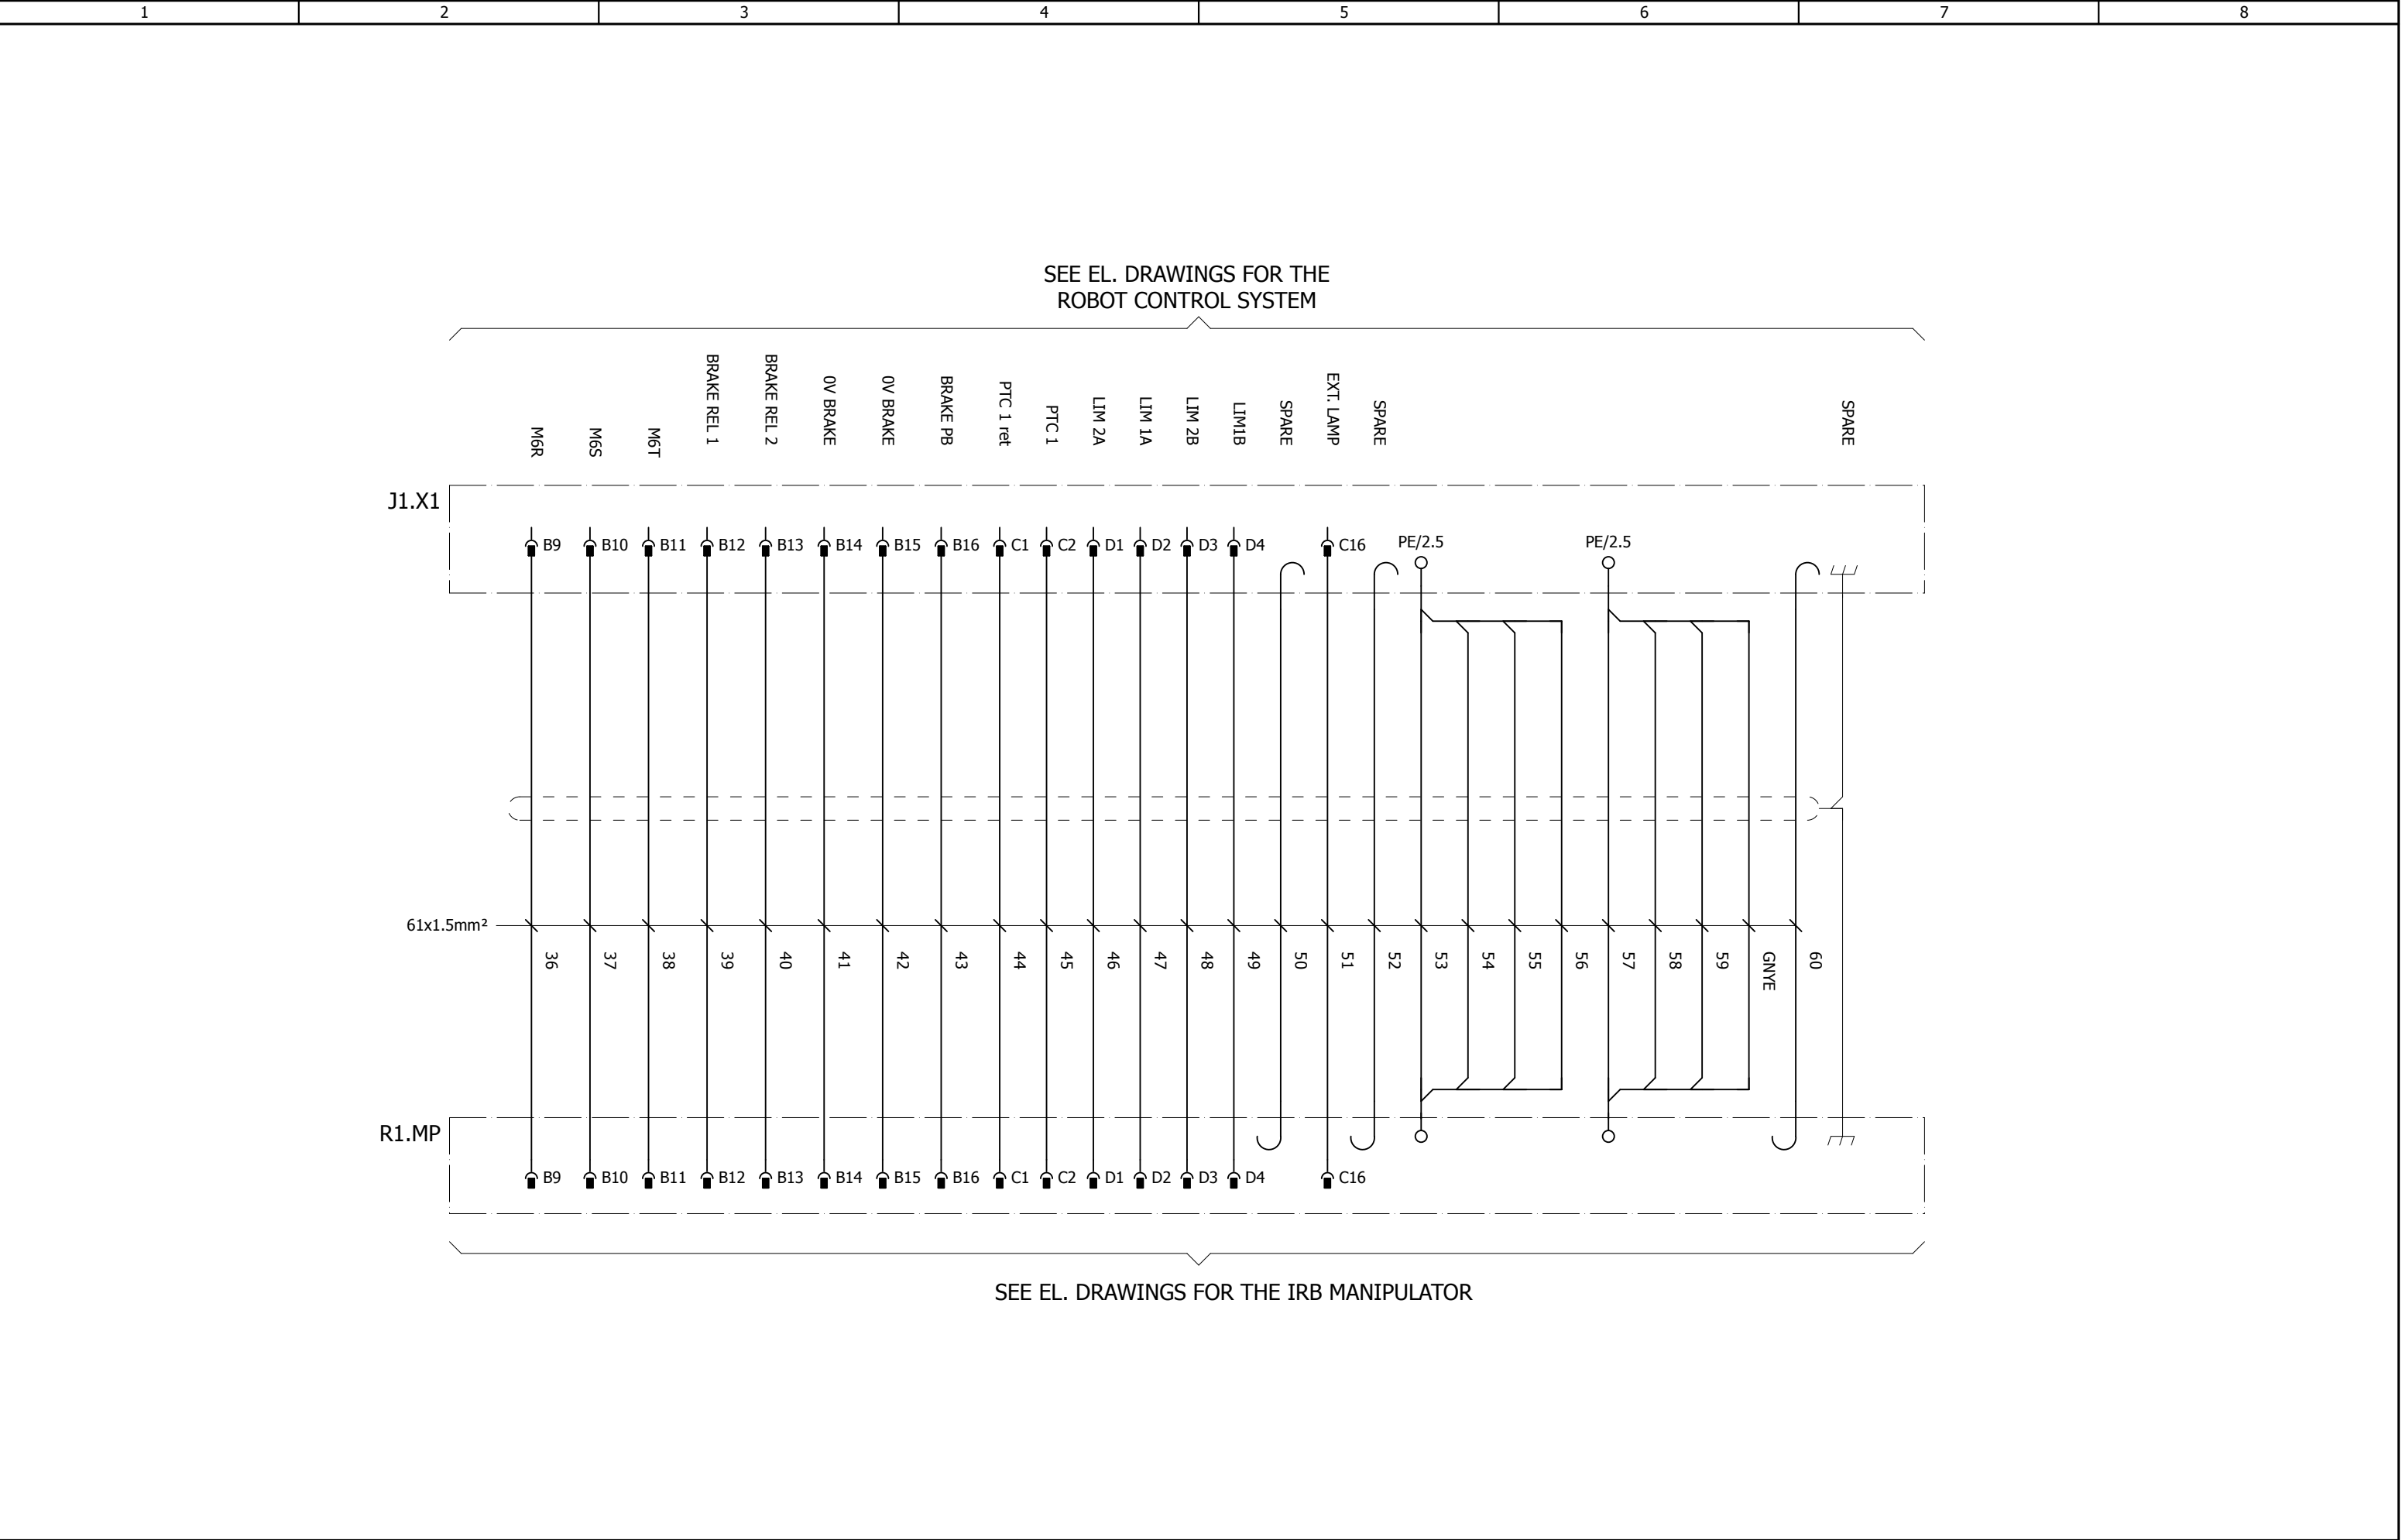 1 2 3 4 5 6 7 8
SEE EL. DRAWINGS FOR THE
ROBOT CONTROL SYSTEM
M6R
M6S
M6T
BRAKE REL 1
BRAKE REL 2
0V BRAKE
0V BRAKE
BRAKE PB
PTC 1 ret
PTC 1
LIM 2A
LIM 1A
LIM 2B
LIM1B
SPARE
EXT. LAMP
SPARE
SPARE
J1.X1
B9 B10 B11 B12 B13 B14 B15 B16 C1 C2 D1 D2 D3 D4 C16 PE/2.5 PE/2.5
61x1.5mm²
36
37
38
39
40
41
42
43
44
45
46
47
48
49
50
51
52
53
54
55
56
57
58
59
GNYE
60
R1.MP
B9 B10 B11 B12 B13 B14 B15 B16 C1 C2 D1 D2 D3 D4 C16
SEE EL. DRAWINGS FOR THE IRB MANIPULATOR